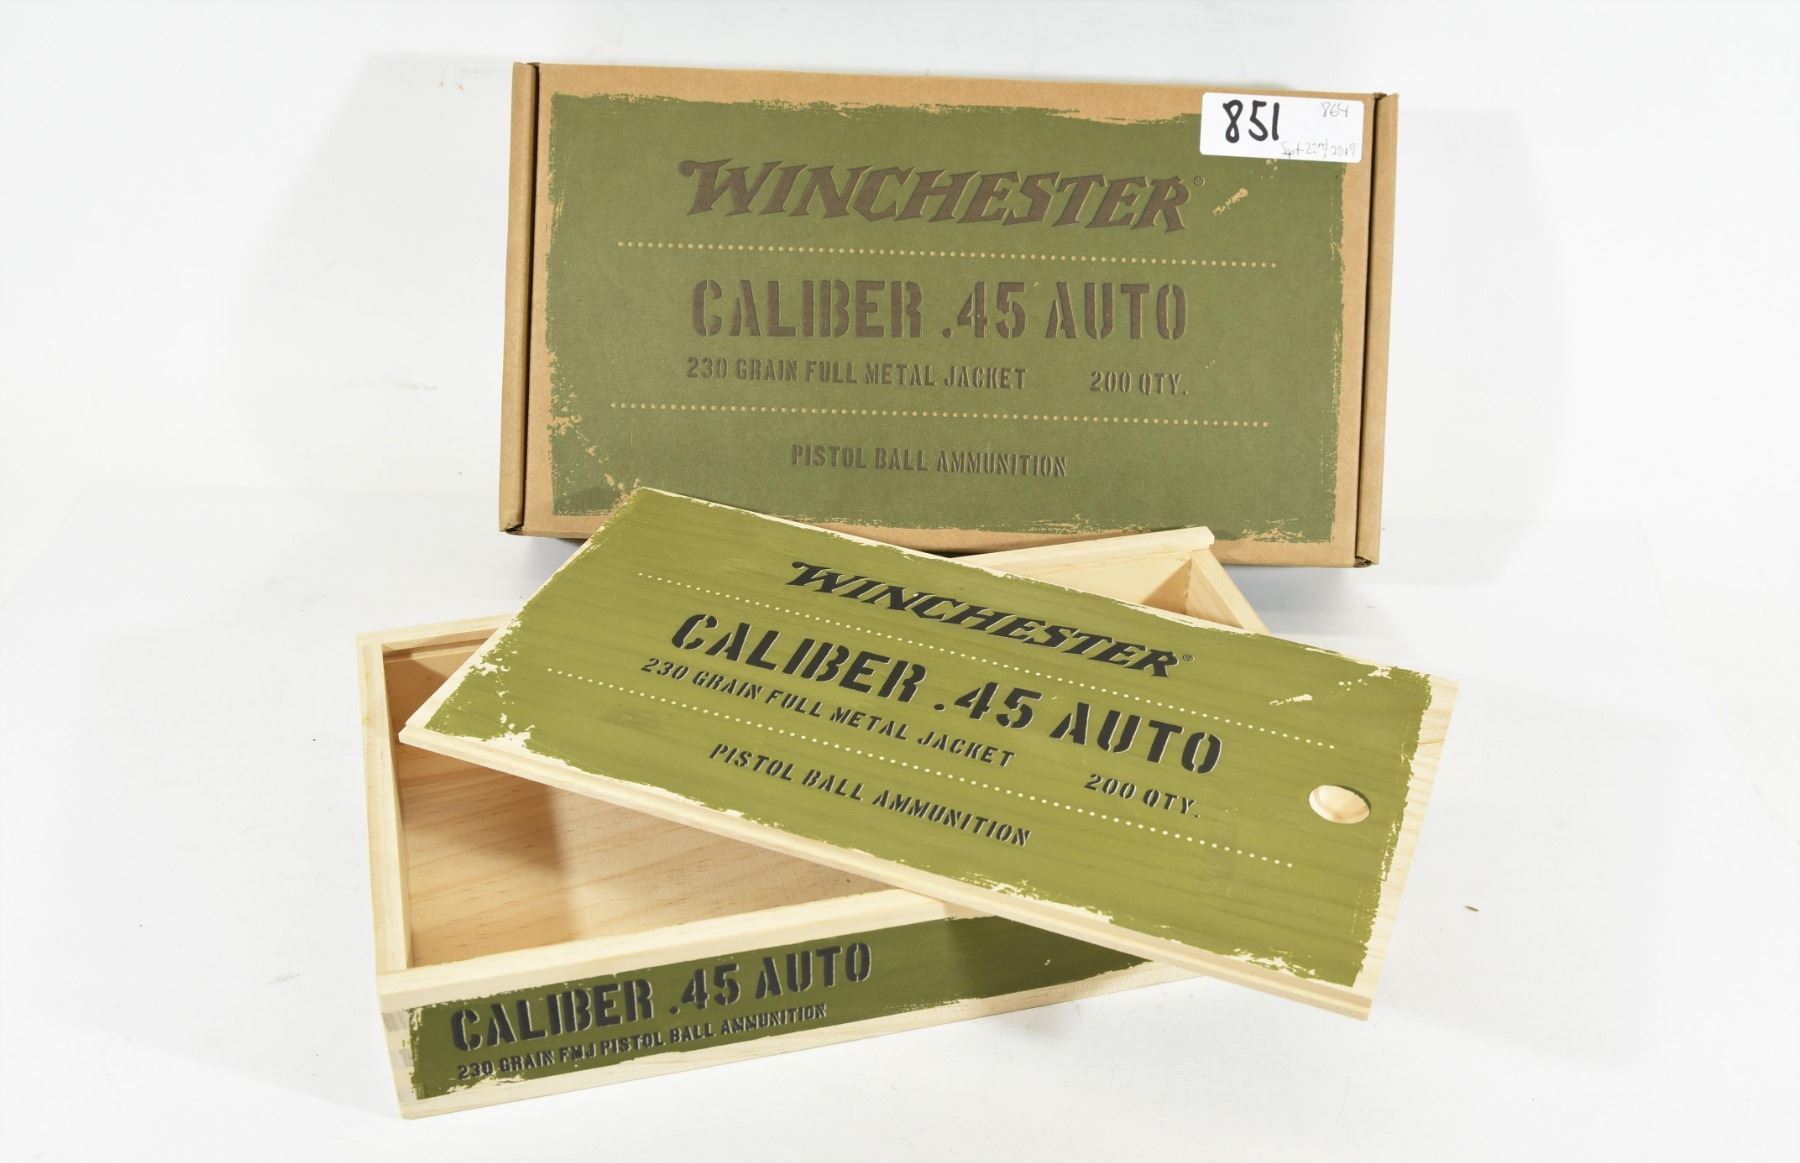 851 864
Sept 22nd, 2019
WINCHESTER®
CALIBER .45 AUTO
230 GRAIN FULL METAL JACKET 200 QTY.
PISTOL BALL AMMUNITION
WINCHESTER®
CALIBER .45 AUTO
230 GRAIN FULL METAL JACKET 200 QTY.
PISTOL BALL AMMUNITION
CALIBER .45 AUTO
230 GRAIN FMJ PISTOL BALL AMMUNITION